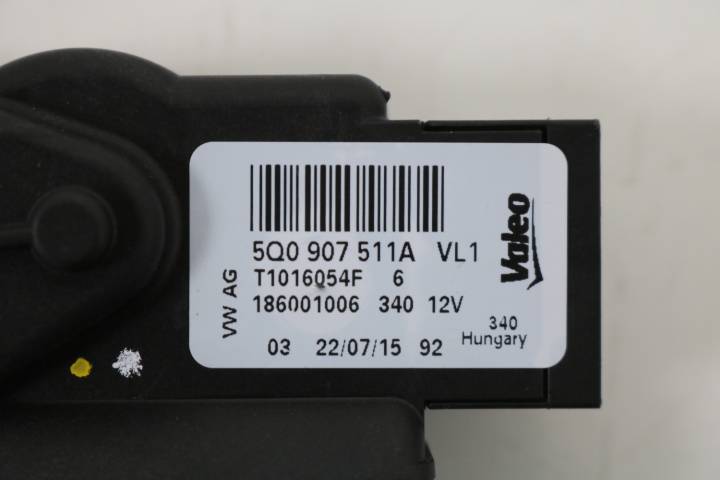 5Q0 907 511A VL1
T1016054F 6
186001006 340 12V
03 22/07/15 92
VW AG
Valeo
340
Hungary